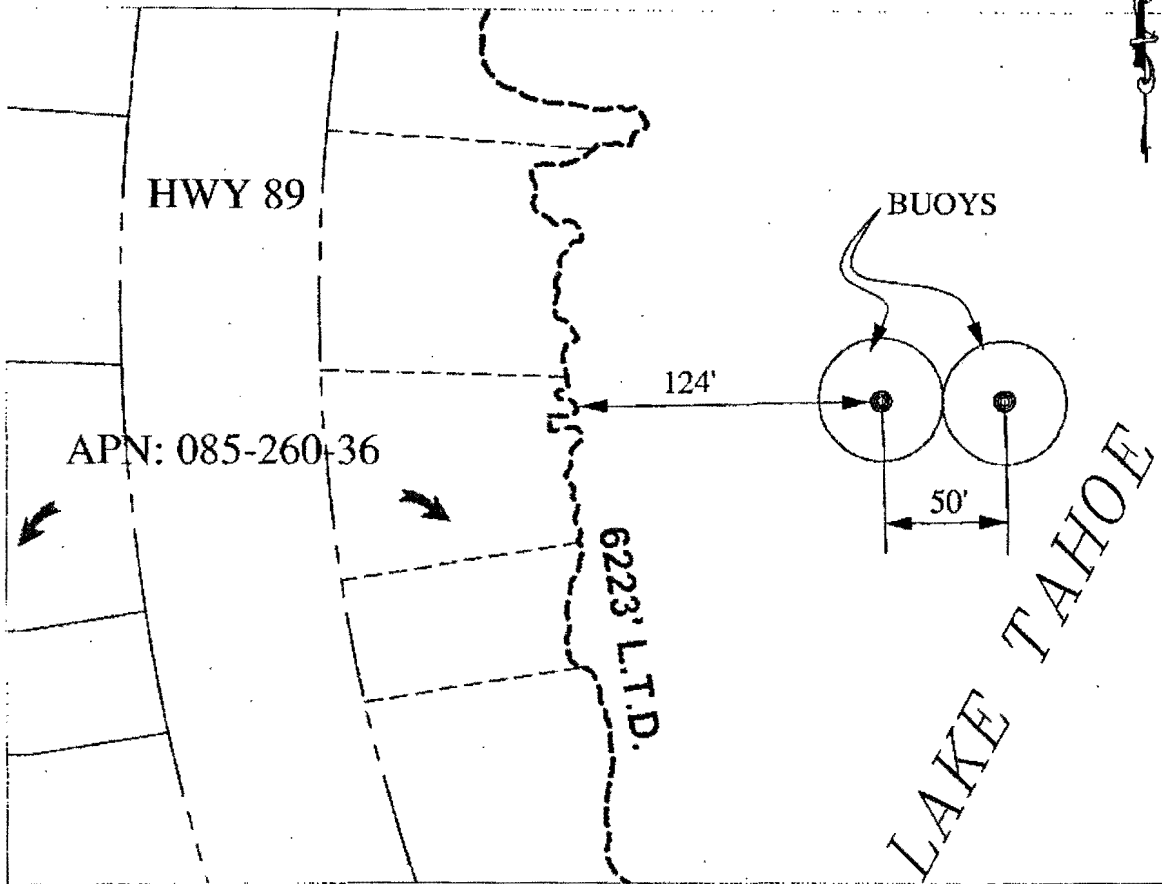 HWY 89
BUOYS
124'
APN: 085-260-36
50'
6223' L.T.D.
LAKE TAHOE